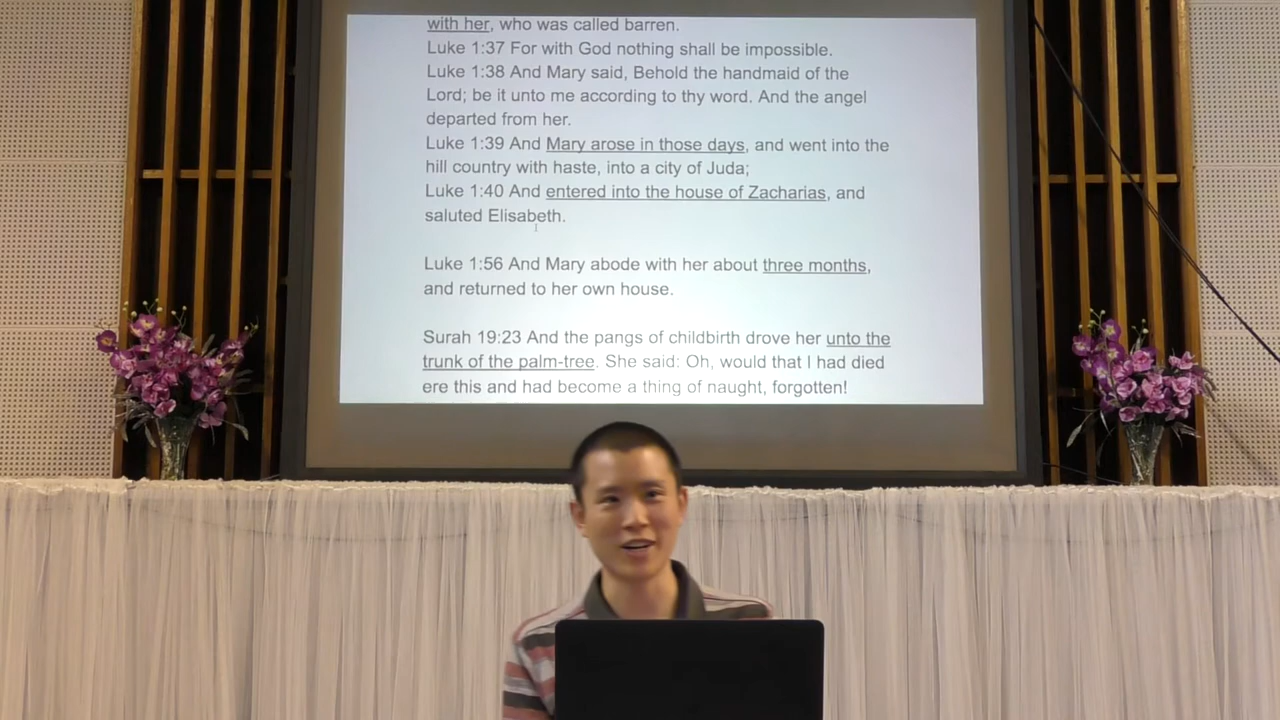 with her, who was called barren.
Luke 1:37 For with God nothing shall be impossible.
Luke 1:38 And Mary said, Behold the handmaid of the
Lord; be it unto me according to thy word. And the angel
departed from her.
Luke 1:39 And Mary arose in those days, and went into the
hill country with haste, into a city of Juda;
Luke 1:40 And entered into the house of Zacharias, and
saluted Elisabeth.
Luke 1:56 And Mary abode with her about three months,
and returned to her own house.
Surah 19:23 And the pangs of childbirth drove her unto the
trunk of the palm-tree. She said: Oh, would that I had died
ere this and had become a thing of naught, forgotten!